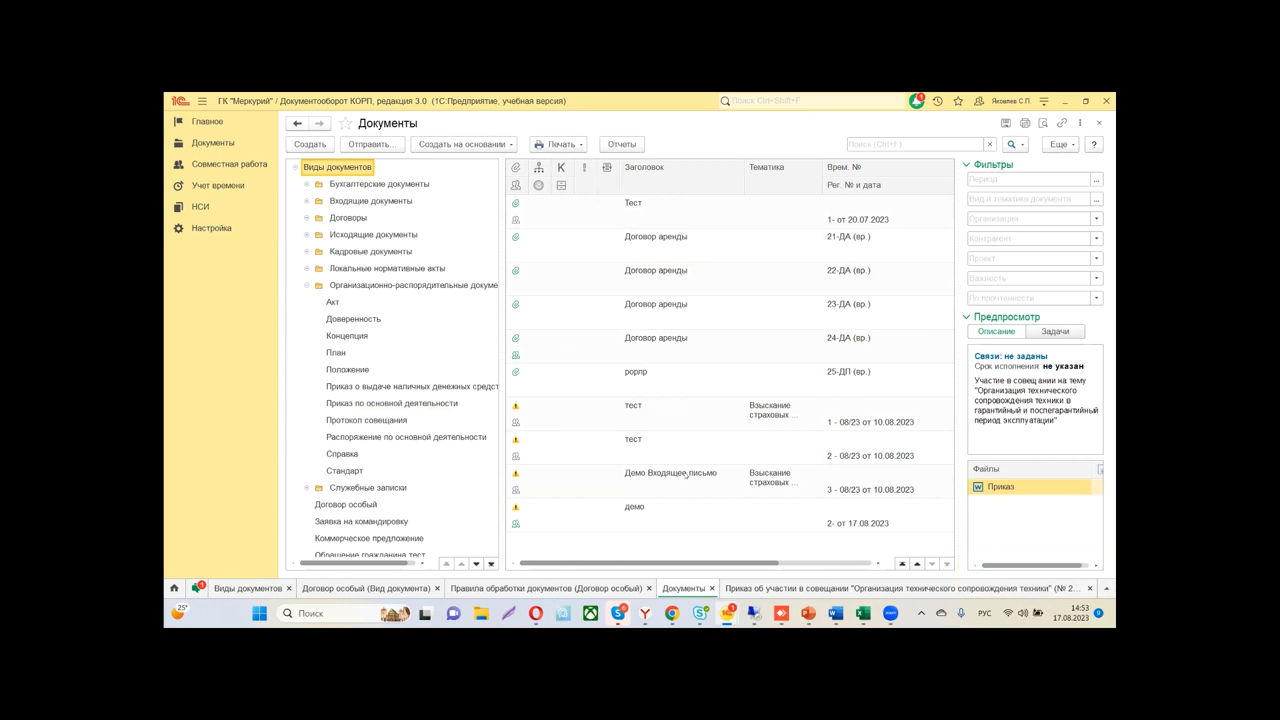 ГК "Меркурий" / Документооборот КОРП, редакция 3.0 (1С:Предприятие, учебная версия)
Поиск Ctrl+Shift+F
Яковлев С.П.
Главное
Документы
Совместная работа
Учет времени
НСИ
Настройка
Документы
Создать
Отправить...
Создать на основании
Печать
Отчеты
Поиск (Ctrl+F)
Еще
?
Виды документов
Бухгалтерские документы
Входящие документы
Договоры
Исходящие документы
Кадровые документы
Локальные нормативные акты
Организационно-распорядительные докуме
Акт
Доверенность
Концепция
План
Положение
Приказ о выдаче наличных денежных средст
Приказ по основной деятельности
Протокол совещания
Распоряжение по основной деятельности
Справка
Стандарт
Служебные записки
Договор особый
Заявка на командировку
Коммерческое предложение
Обращение гражданина тест
К
!
Заголовок
Тематика
Врем. №
Рег. № и дата
Тест
1- от 20.07.2023
Договор аренды
21-ДА (вр.)
Договор аренды
22-ДА (вр.)
Договор аренды
23-ДА (вр.)
Договор аренды
24-ДА (вр.)
рорпр
25-ДП (вр.)
тест
Взыскание
страховых ...
1 - 08/23 от 10.08.2023
тест
2 - 08/23 от 10.08.2023
Демо Входящее письмо
Взыскание
страховых ...
3 - 08/23 от 10.08.2023
демо
2- от 17.08.2023
Фильтры
Период
Вид и тематика документа
Организация
Контрагент
Проект
Важность
По прочтенности
Предпросмотр
Описание
Задачи
Связи: не заданы
Срок исполнения не указан
Участие в совещании на тему
"Организация технического
сопровождения техники в
гарантийный и послегарантийный
период эксплуатации"
Файлы
Приказ
Виды документов
Договор особый (Вид документа)
Правила обработки документов (Договор особый)
Документы
Приказ об участии в совещании "Организация технического сопровождения техники" (№ 2...
25°
Поиск
РУС
14:53
17.08.2023